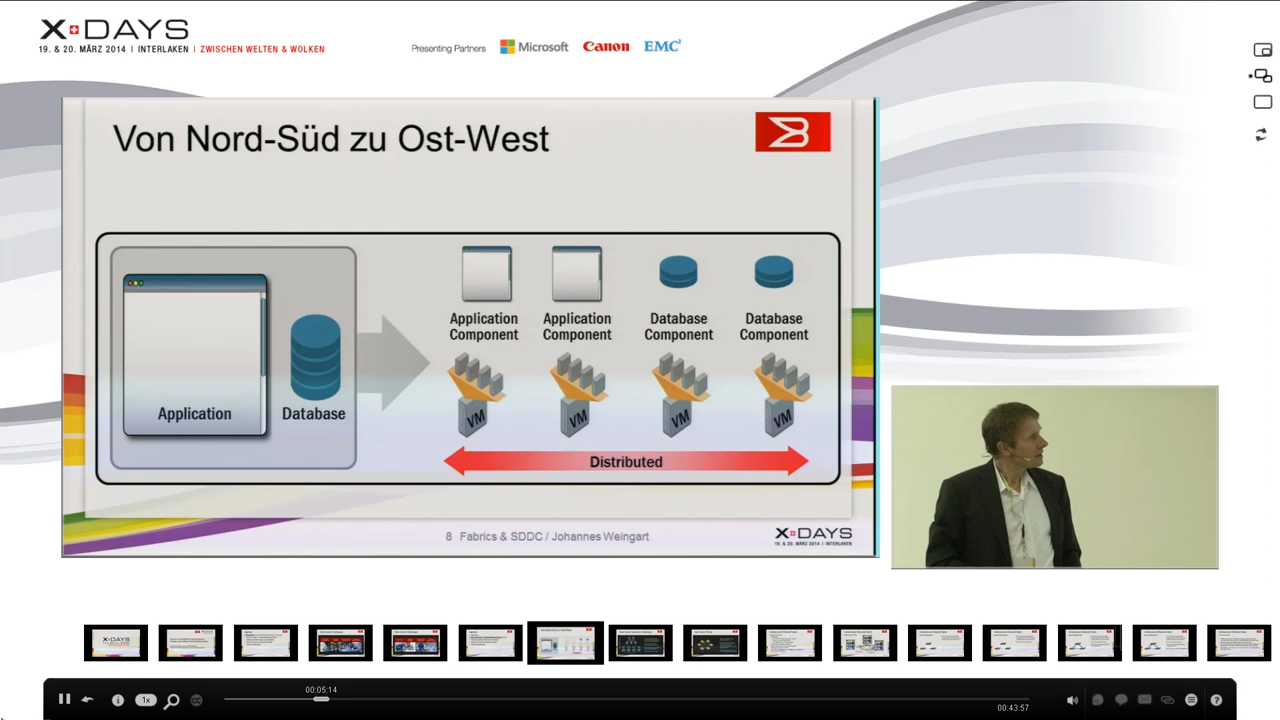 X+DAYS
19. & 20. MÄRZ 2014 | INTERLAKEN | ZWISCHEN WELTEN & WOLKEN
Presenting Partners Microsoft Canon EMC²
Von Nord-Süd zu Ost-West
Application
Component
Application
Component
Database
Component
Database
Component
Application
Database
VM
VM
VM
VM
Distributed
8 Fabrics & SDDC / Johannes Weingart
X+DAYS
19. & 20. MÄRZ 2014 | INTERLAKEN
X+DAYS
00:05:14
1x
00:43:57